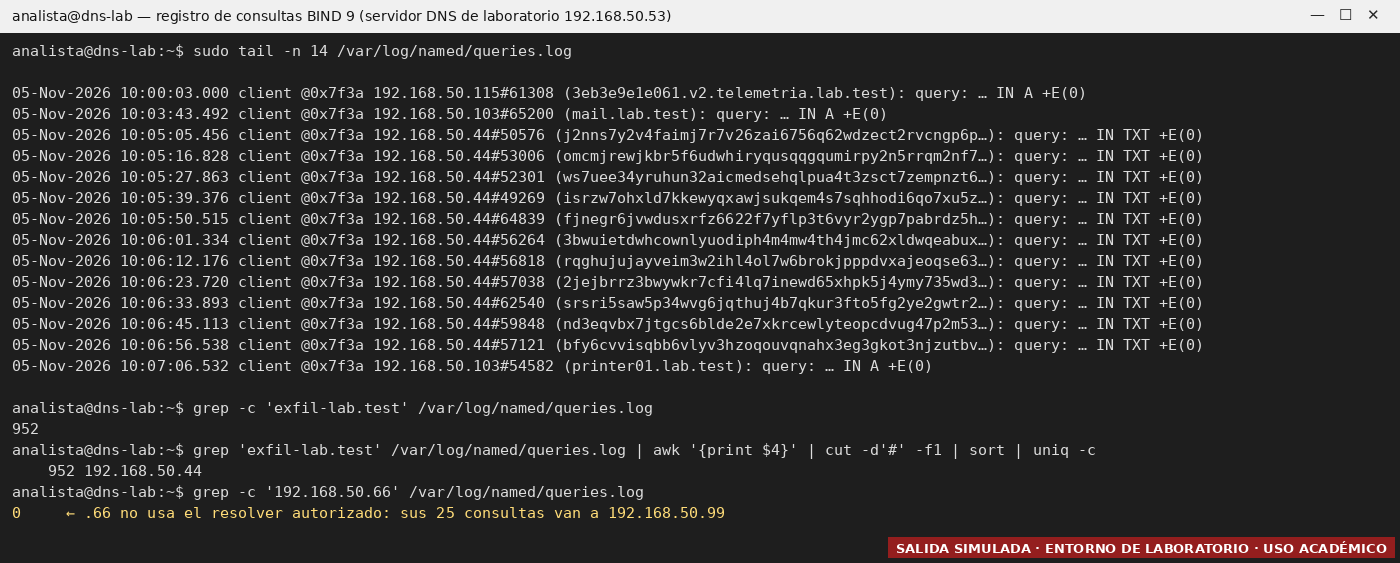 analista@dns-lab — registro de consultas BIND 9 (servidor DNS de laboratorio 192.168.50.53)
analista@dns-lab:~$ sudo tail -n 14 /var/log/named/queries.log
05-Nov-2026 10:00:03.000 client @0x7f3a 192.168.50.115#61308 (3eb3e9e1e061.v2.telemetria.lab.test): query: … IN A +E(0)
05-Nov-2026 10:03:43.492 client @0x7f3a 192.168.50.103#65200 (mail.lab.test): query: … IN A +E(0)
05-Nov-2026 10:05:05.456 client @0x7f3a 192.168.50.44#50576 (j2nns7y2v4faimj7r7v26zai6756q62wdzect2rvcngp6p…): query: … IN TXT +E(0)
05-Nov-2026 10:05:16.828 client @0x7f3a 192.168.50.44#53006 (omcmjrewjkbr5f6udwhiryqusqqgqumirpy2n5rrqm2nf7…): query: … IN TXT +E(0)
05-Nov-2026 10:05:27.863 client @0x7f3a 192.168.50.44#52301 (ws7uee34yruhun32aicmedsehqlpua4t3zsct7zempnzt6…): query: … IN TXT +E(0)
05-Nov-2026 10:05:39.376 client @0x7f3a 192.168.50.44#49269 (isrzw7ohxld7kkewyqxawjsukqem4s7sqhhodi6qo7xu5z…): query: … IN TXT +E(0)
05-Nov-2026 10:05:50.515 client @0x7f3a 192.168.50.44#64839 (fjnegr6jvwdusxrfz6622f7yflp3t6vyr2ygp7pabrdz5h…): query: … IN TXT +E(0)
05-Nov-2026 10:06:01.334 client @0x7f3a 192.168.50.44#56264 (3bwuietdwhcownlyuodiph4m4mw4th4jmc62xldwqeabux…): query: … IN TXT +E(0)
05-Nov-2026 10:06:12.176 client @0x7f3a 192.168.50.44#56818 (rqghujujayveim3w2ihl4ol7w6brokjpppdvxajeoqse63…): query: … IN TXT +E(0)
05-Nov-2026 10:06:23.720 client @0x7f3a 192.168.50.44#57038 (2jejbrrz3bwywkr7cfi4lq7inewd65xhpk5j4ymy735wd3…): query: … IN TXT +E(0)
05-Nov-2026 10:06:33.893 client @0x7f3a 192.168.50.44#62540 (srsri5saw5p34wvg6jqthuj4b7qkur3fto5fg2ye2gwtr2…): query: … IN TXT +E(0)
05-Nov-2026 10:06:45.113 client @0x7f3a 192.168.50.44#59848 (nd3eqvbx7jtgcs6blde2e7xkrcewlyteopcdvug47p2m53…): query: … IN TXT +E(0)
05-Nov-2026 10:06:56.538 client @0x7f3a 192.168.50.44#57121 (bfy6cvvisqbb6vlyv3hzoqouvqnahx3eg3gkot3njzutbv…): query: … IN TXT +E(0)
05-Nov-2026 10:07:06.532 client @0x7f3a 192.168.50.103#54582 (printer01.lab.test): query: … IN A +E(0)
analista@dns-lab:~$ grep -c 'exfil-lab.test' /var/log/named/queries.log
952
analista@dns-lab:~$ grep 'exfil-lab.test' /var/log/named/queries.log | awk '{print $4}' | cut -d'#' -f1 | sort | uniq -c
952 192.168.50.44
analista@dns-lab:~$ grep -c '192.168.50.66' /var/log/named/queries.log
0 ← .66 no usa el resolver autorizado: sus 25 consultas van a 192.168.50.99
SALIDA SIMULADA · ENTORNO DE LABORATORIO · USO ACADÉMICO